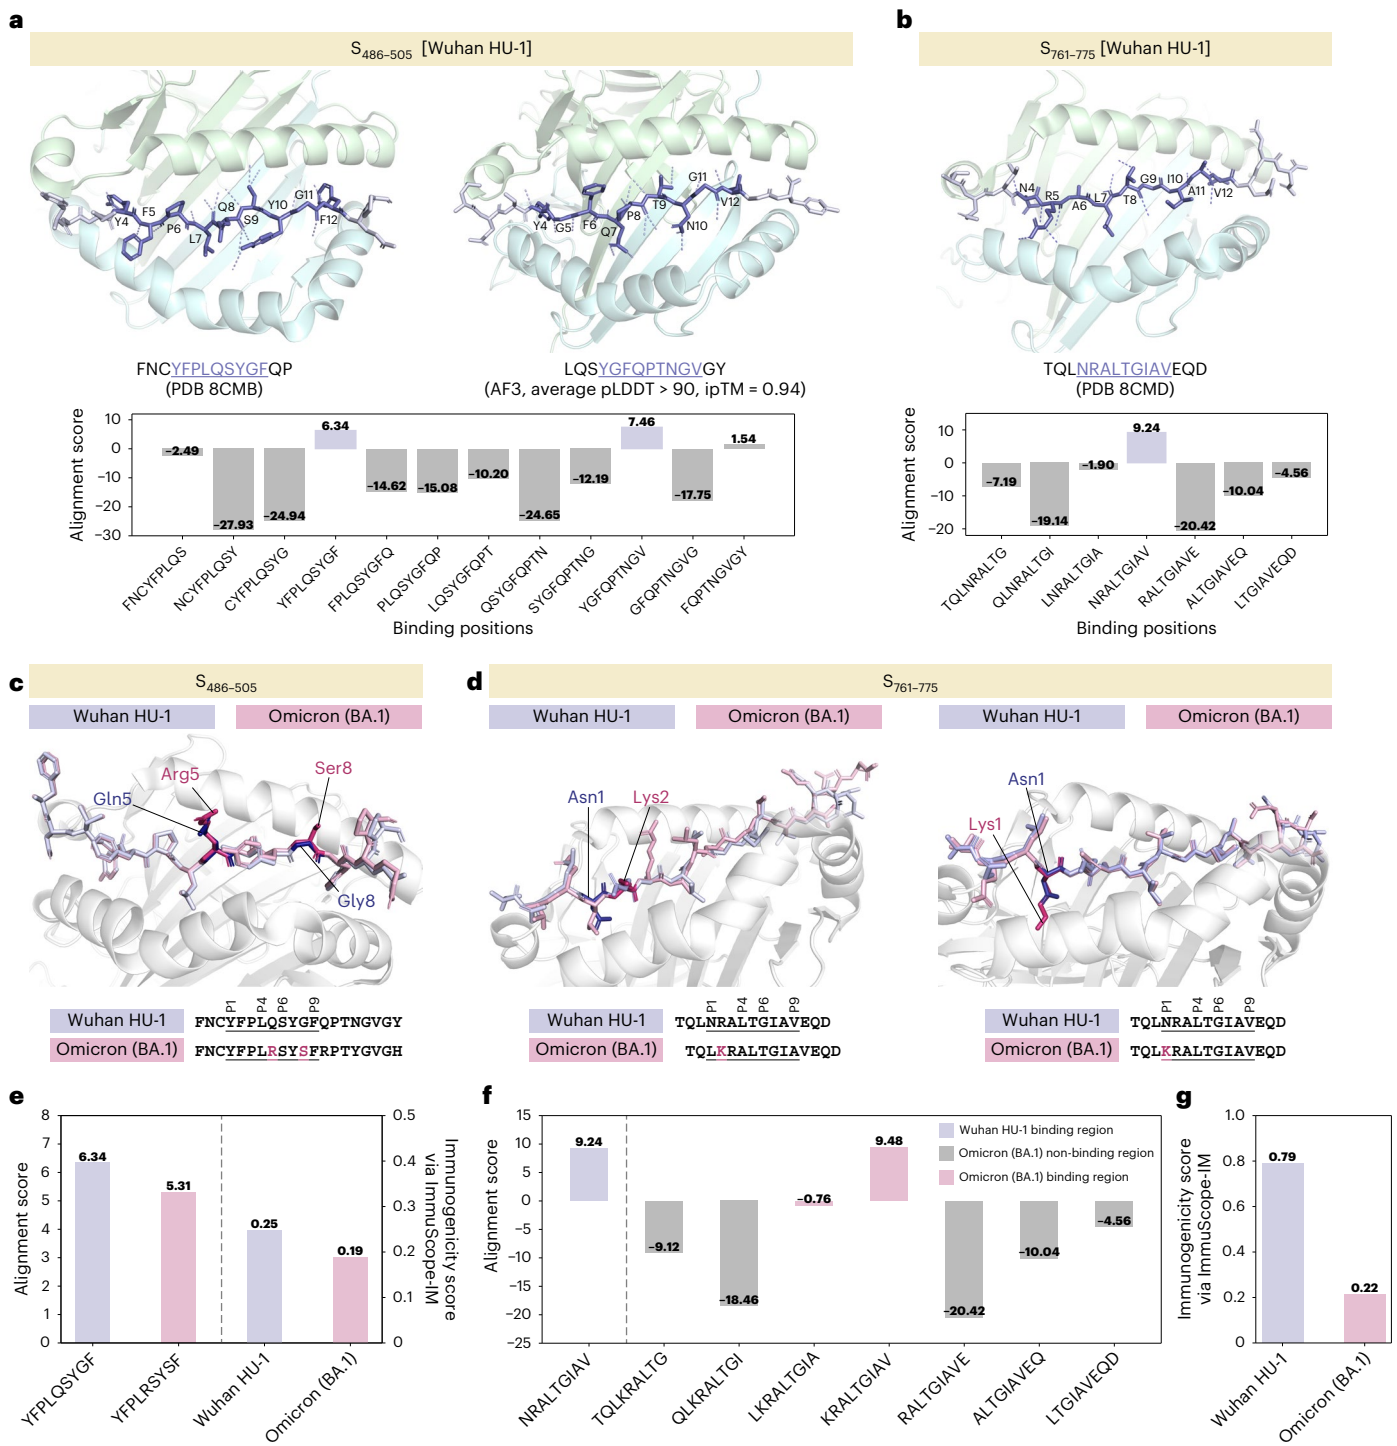 a
S486–505 [Wuhan HU-1]
Y4 F5 P6 L7 Q8 S9 Y10 G11 F12
Y4 G5 F6 Q7 P8 T9 N10 G11 V12
FNCYFPLQSYGFQP
(PDB 8CMB)
LQSYGFQPTNGVGY
(AF3, average pLDDT > 90, ipTM = 0.94)
Alignment score
10
0
−10
−20
−30
−2.49
−27.93
−24.94
6.34
−14.62
−15.08
−10.20
−24.65
−12.19
7.46
−17.75
1.54
FNCYFPLQS
NCYFPLQSY
CYFPLQSYG
YFPLQSYGF
FPLQSYGFQ
PLQSYGFQP
LQSYGFQPT
QSYGFQPTN
SYGFQPTNG
YGFQPTNGV
GFQPTNGVG
FQPTNGVGY
Binding positions
b
S761–775 [Wuhan HU-1]
N4 R5 A6 L7 T8 G9 I10 A11 V12
TQLNRALTGIAVEQD
(PDB 8CMD)
Alignment score
10
0
−10
−20
−7.19
−19.14
−1.90
9.24
−20.42
−10.04
−4.56
TQLNRALTG
QLNRALTGI
LNRALTGIA
NRALTGIAV
RALTGIAVE
ALTGIAVEQ
LTGIAVEQD
Binding positions
c
S486–505
Wuhan HU-1
Omicron (BA.1)
Arg5
Ser8
Gln5
Gly8
P1 P4 P6 P9
Wuhan HU-1 FNCYFPLQSYGFQPTNGVGY
Omicron (BA.1) FNCYFPLRSYSFRPTYGVGH
d
S761–775
Wuhan HU-1
Omicron (BA.1)
Asn1
Lys2
P1 P4 P6 P9
Wuhan HU-1 TQLNRALTGIAVEQD
Omicron (BA.1) TQLKRALTGIAVEQD
Wuhan HU-1
Omicron (BA.1)
Asn1
Lys1
P1 P4 P6 P9
Wuhan HU-1 TQLNRALTGIAVEQD
Omicron (BA.1) TQLKRALTGIAVEQD
e
Alignment score
8
7
6
5
4
3
2
1
0
6.34
5.31
0.25
0.19
0.5
0.4
0.3
0.2
0.1
0
Immunogenicity score
via ImmuScope-IM
YFPLQSYGF
YFPLRSYSF
Wuhan HU-1
Omicron (BA.1)
f
Alignment score
15
10
5
0
−5
−10
−15
−20
−25
9.24
−9.12
−18.46
−0.76
9.48
−20.42
−10.04
−4.56
Wuhan HU-1 binding region
Omicron (BA.1) non-binding region
Omicron (BA.1) binding region
NRALTGIAV
TQLKRALTG
QLKRALTGI
LKRALTGIA
KRALTGIAV
RALTGIAVE
ALTGIAVEQ
LTGIAVEQD
g
Immunogenicity score
via ImmuScope-IM
1.0
0.8
0.6
0.4
0.2
0
0.79
0.22
Wuhan HU-1
Omicron (BA.1)